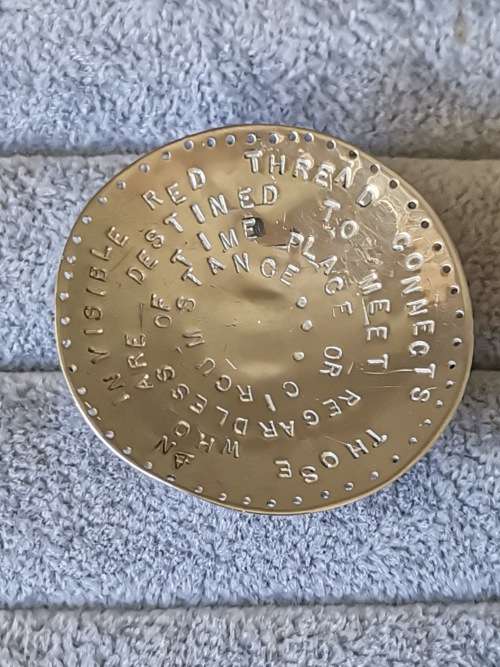 AN INVISIBLE RED THREAD CONNECTS THOSE
WHO ARE DESTINED TO MEET REGARDLESS
OF TIME PLACE OR CIRCUMSTANCE...